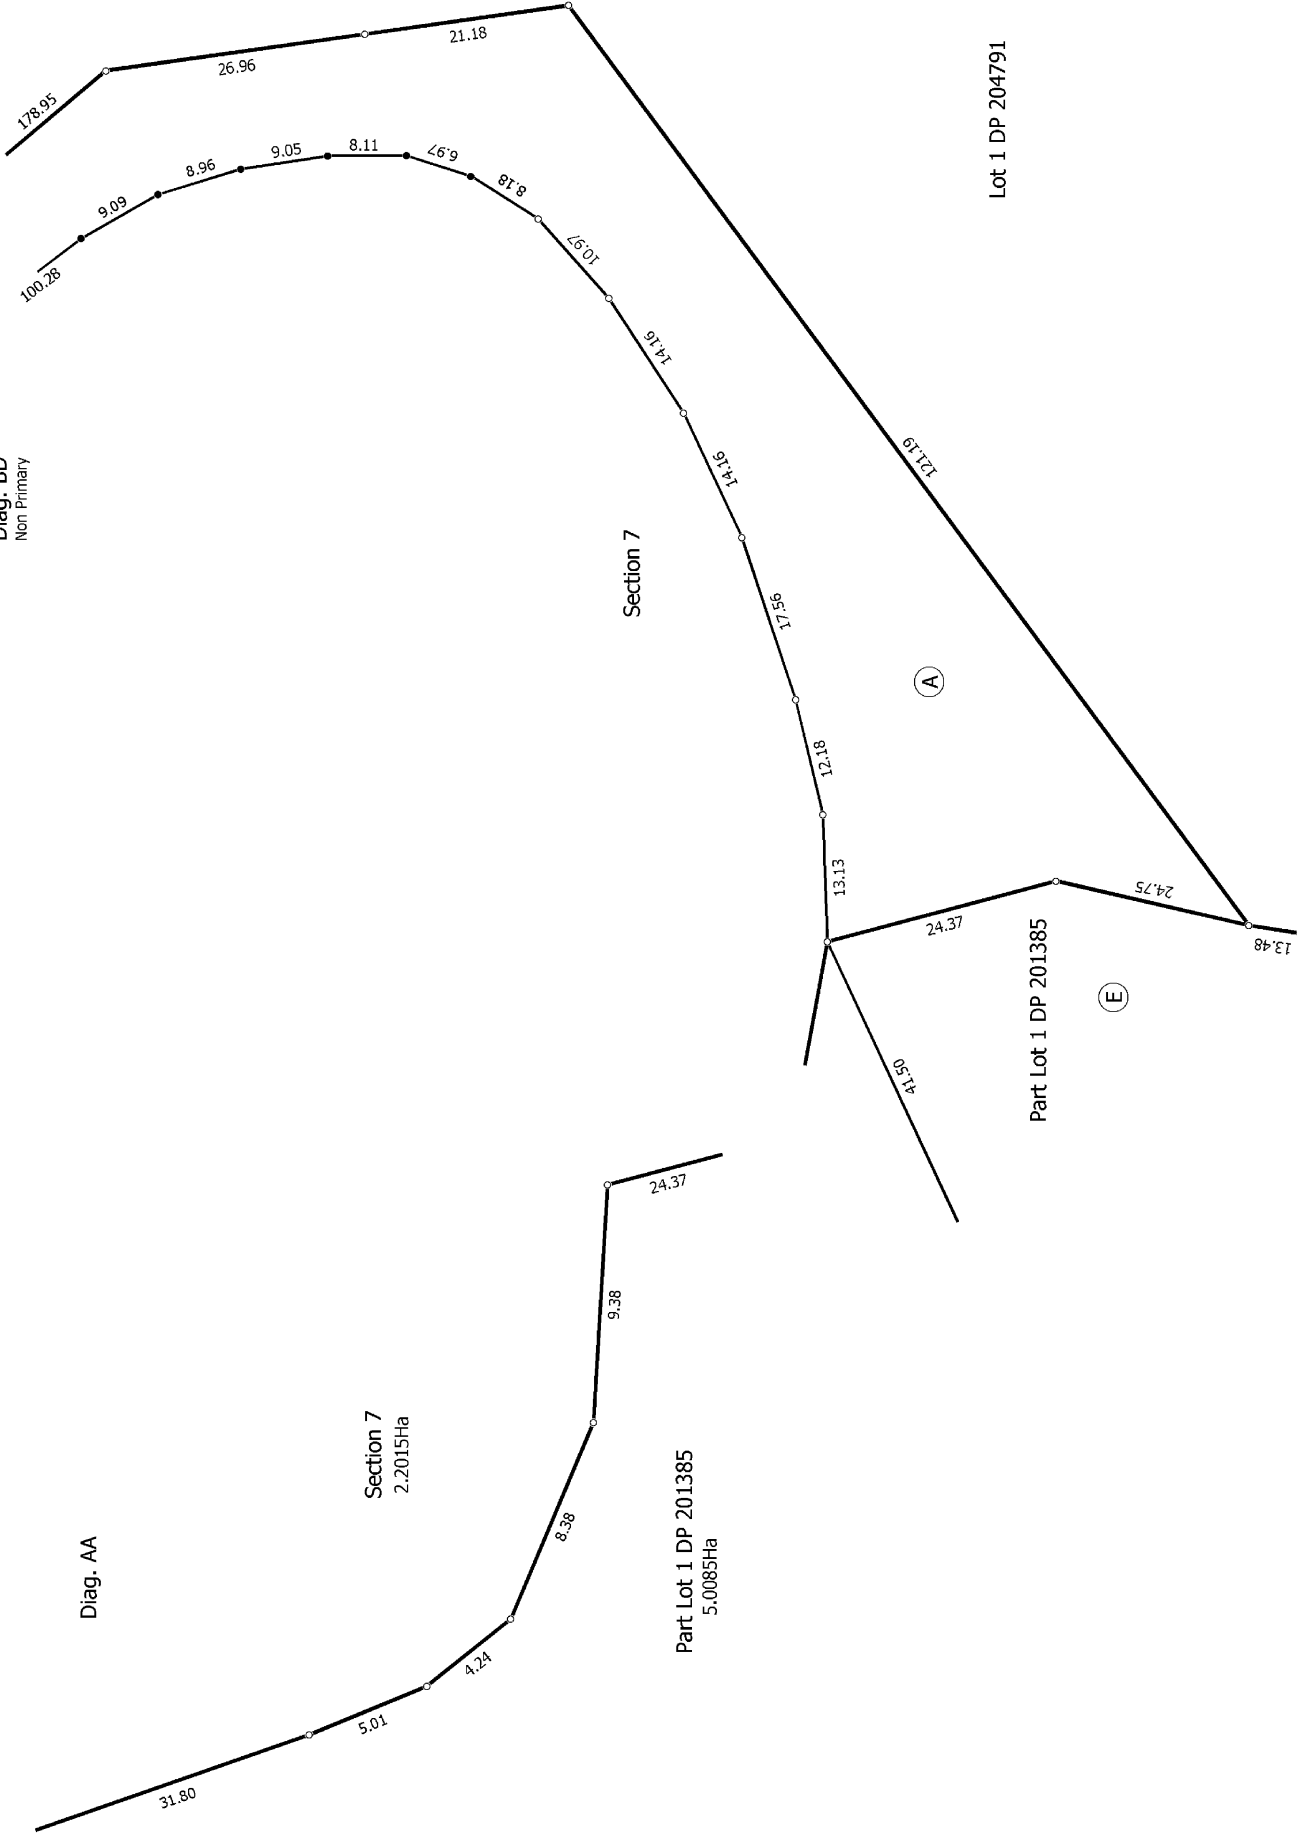 178.95
26.96
21.18
100.28
9.09
8.96
9.05
8.11
6.97
8.18
10.97
14.16
14.16
17.56
12.18
13.13
121.19
24.37
24.75
13.48
41.50
Lot 1 DP 204791
Diag. BD
Non Primary
Section 7
A
Part Lot 1 DP 201385
E
Diag. AA
Section 7
2.2015Ha
Part Lot 1 DP 201385
5.0085Ha
31.80
5.01
4.24
8.38
9.38
24.37